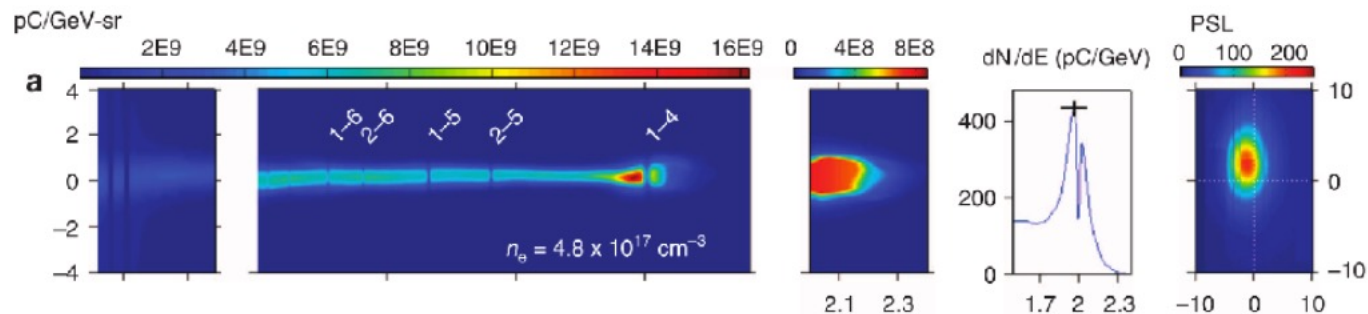 pC/GeV-sr
2E9 4E9 6E9 8E9 10E9 12E9 14E9 16E9
0 4E8 8E8
dN/dE (pC/GeV)
PSL
0 100 200
a
4
2
0
−2
−4
1–6
2–6
1–5
2–5
1–4
nₑ = 4.8 x 10¹⁷ cm⁻³
2.1 2.3
400
200
0
1.7 2 2.3
10
0
−10
−10 0 10